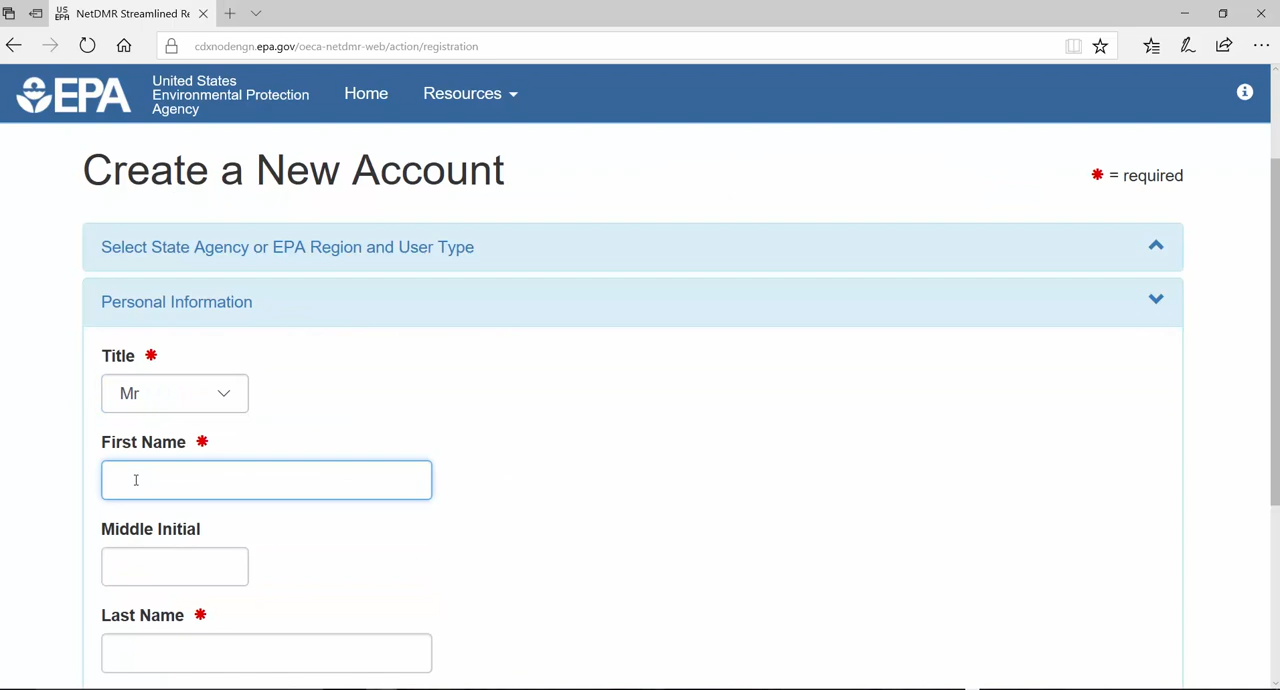 US
EPA
NetDMR Streamlined Re
cdxnodengn.epa.gov/oeca-netdmr-web/action/registration
EPA
United States
Environmental Protection
Agency
Home
Resources
Create a New Account
* = required
Select State Agency or EPA Region and User Type
Personal Information
Title *
Mr
First Name *
Middle Initial
Last Name *